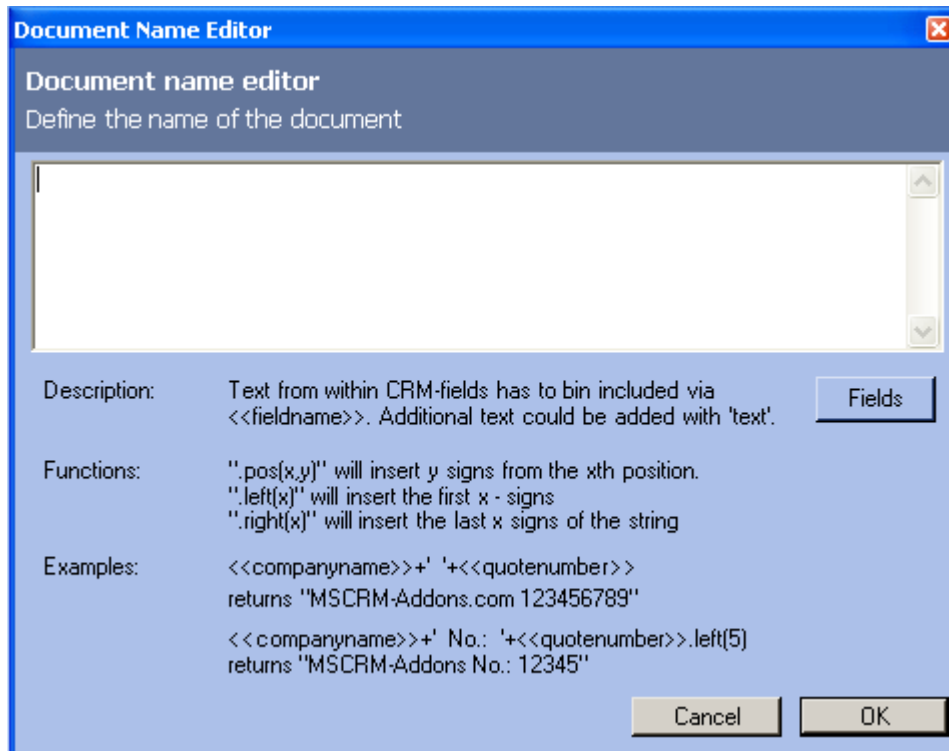 Document Name Editor
Document name editor
Define the name of the document
Description:
Text from within CRM-fields has to bin included via
<<fieldname>>. Additional text could be added with 'text'.
Fields
Functions:
".pos(x,y)" will insert y signs from the xth position.
".left(x)" will insert the first x - signs
".right(x)" will insert the last x signs of the string
Examples:
<<companyname>>+' '+<<quotenumber>>
returns "MSCRM-Addons.com 123456789"
<<companyname>>+' No.: '+<<quotenumber>>.left(5)
returns "MSCRM-Addons No.: 12345"
Cancel
OK